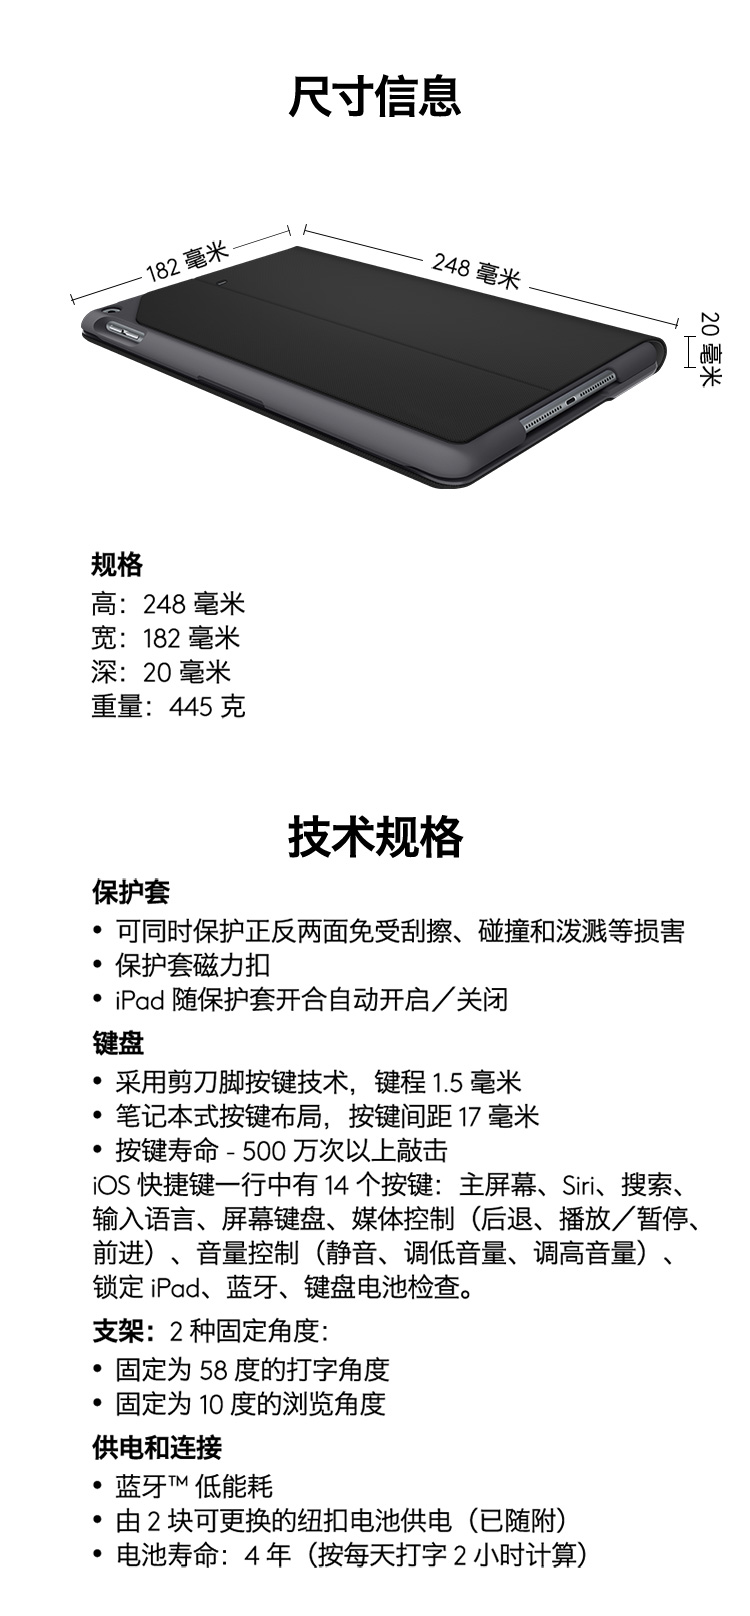 尺寸信息
182 毫米
248 毫米
20 毫米
规格
高：248 毫米
宽：182 毫米
深：20 毫米
重量：445 克
技术规格
保护套
• 可同时保护正反两面免受刮擦、碰撞和泼溅等损害
• 保护套磁力扣
• iPad 随保护套开合自动开启／关闭
键盘
• 采用剪刀脚按键技术，键程 1.5 毫米
• 笔记本式按键布局，按键间距 17 毫米
• 按键寿命 - 500 万次以上敲击
iOS 快捷键一行中有 14 个按键：主屏幕、Siri、搜索、
输入语言、屏幕键盘、媒体控制（后退、播放／暂停、
前进）、音量控制（静音、调低音量、调高音量）、
锁定 iPad、蓝牙、键盘电池检查。
支架：2 种固定角度：
• 固定为 58 度的打字角度
• 固定为 10 度的浏览角度
供电和连接
• 蓝牙™ 低能耗
• 由 2 块可更换的纽扣电池供电（已随附）
• 电池寿命：4 年（按每天打字 2 小时计算）